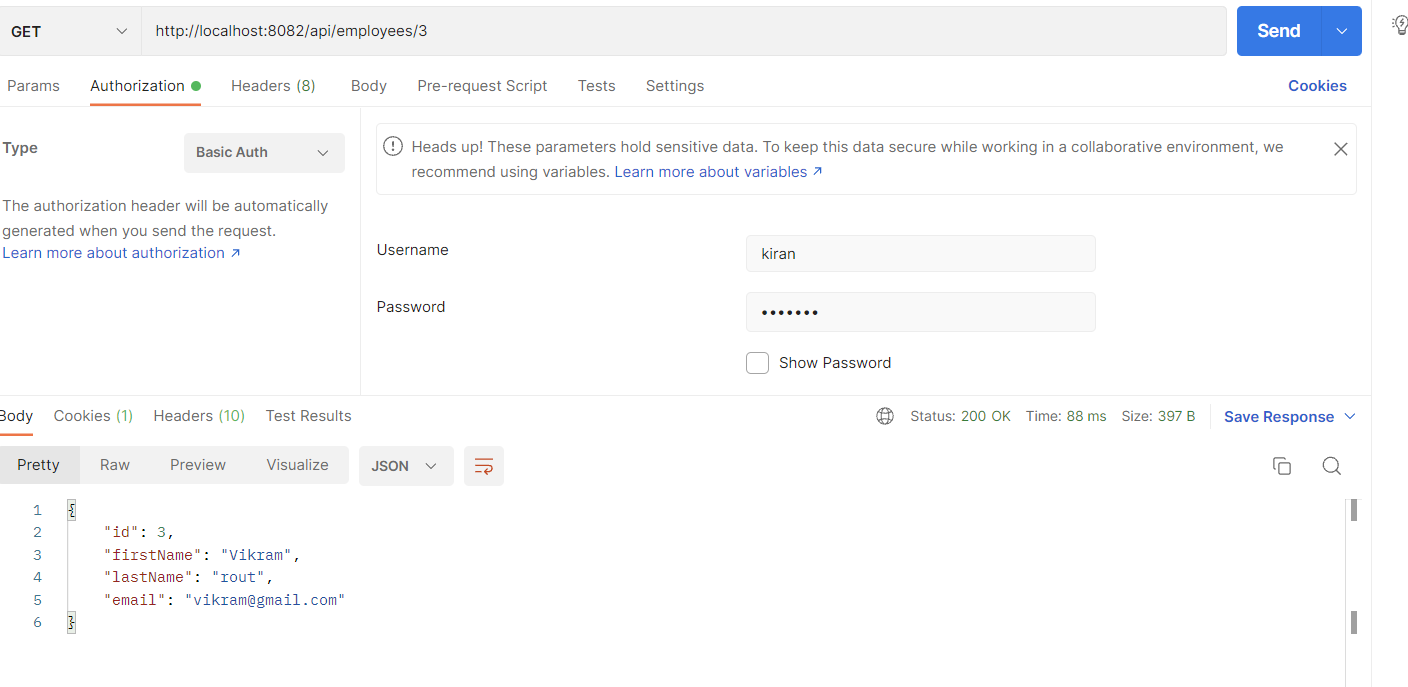 GET http://localhost:8082/api/employees/3 Send
Params Authorization Headers (8) Body Pre-request Script Tests Settings Cookies
Type Basic Auth
The authorization header will be automatically
generated when you send the request.
Learn more about authorization ↗
Heads up! These parameters hold sensitive data. To keep this data secure while working in a collaborative environment, we
recommend using variables. Learn more about variables ↗
Username kiran
Password •••••••
Show Password
Body Cookies (1) Headers (10) Test Results Status: 200 OK Time: 88 ms Size: 397 B Save Response
Pretty Raw Preview Visualize JSON
1 {
2 "id": 3,
3 "firstName": "Vikram",
4 "lastName": "rout",
5 "email": "vikram@gmail.com"
6 }